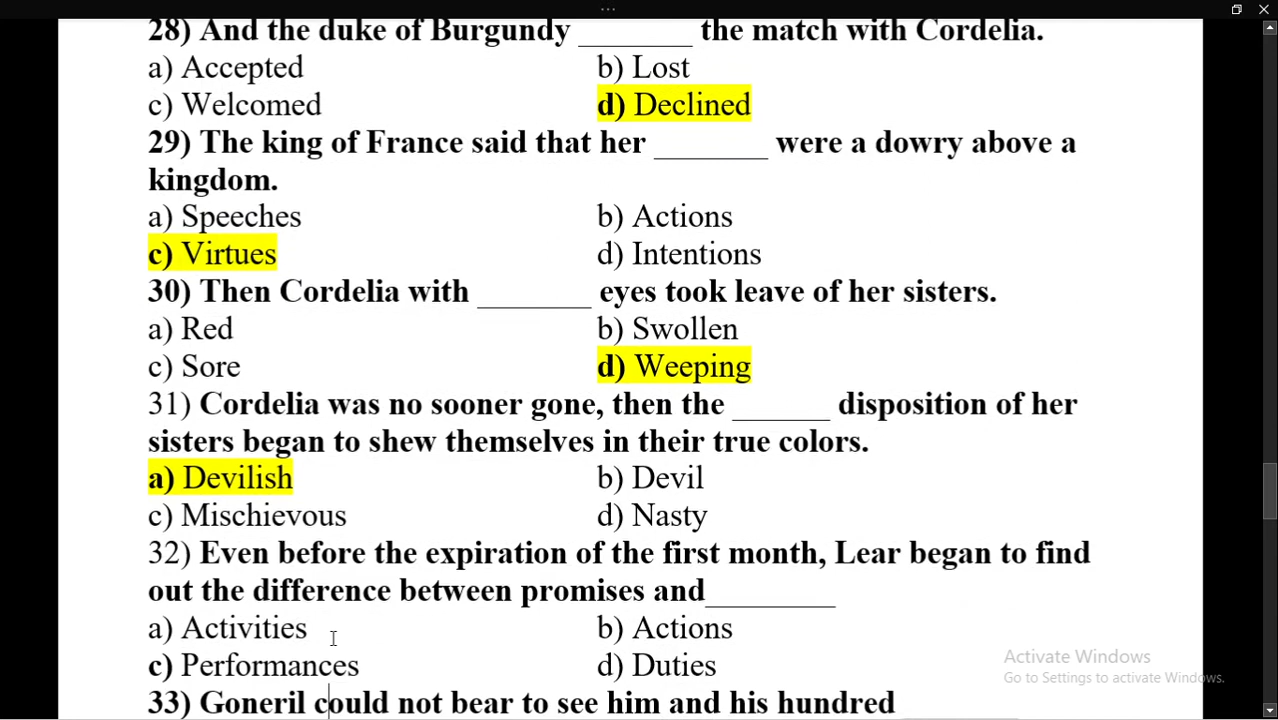 28) And the duke of Burgundy _______ the match with Cordelia.
a) Accepted b) Lost
c) Welcomed d) Declined
29) The king of France said that her _______ were a dowry above a
kingdom.
a) Speeches b) Actions
c) Virtues d) Intentions
30) Then Cordelia with _______ eyes took leave of her sisters.
a) Red b) Swollen
c) Sore d) Weeping
31) Cordelia was no sooner gone, then the ______ disposition of her
sisters began to shew themselves in their true colors.
a) Devilish b) Devil
c) Mischievous d) Nasty
32) Even before the expiration of the first month, Lear began to find
out the difference between promises and________
a) Activities b) Actions
c) Performances d) Duties
33) Goneril could not bear to see him and his hundred _______
Activate Windows
Go to Settings to activate Windows.